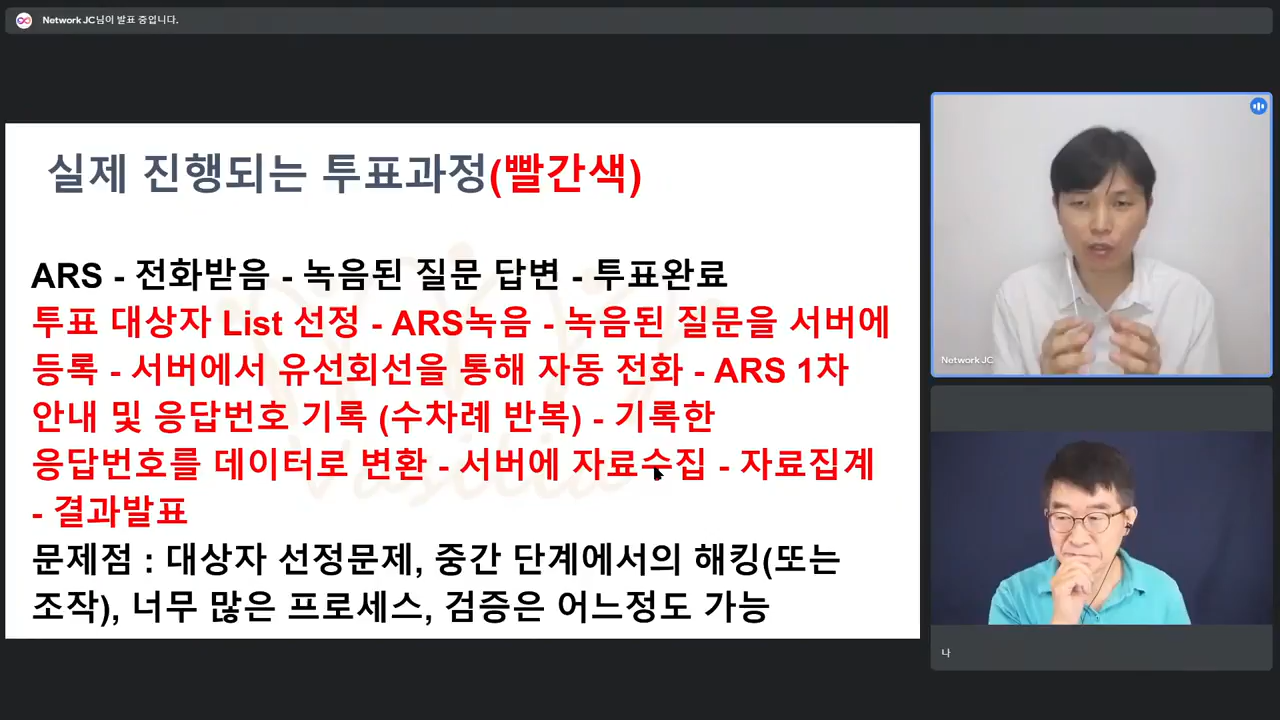 Network JC님이 발표 중입니다.
실제 진행되는 투표과정(빨간색)
ARS - 전화받음 - 녹음된 질문 답변 - 투표완료
투표 대상자 List 선정 - ARS녹음 - 녹음된 질문을 서버에
등록 - 서버에서 유선회선을 통해 자동 전화 - ARS 1차
안내 및 응답번호 기록 (수차례 반복) - 기록한
응답번호를 데이터로 변환 - 서버에 자료수집 - 자료집계
- 결과발표
문제점 : 대상자 선정문제, 중간 단계에서의 해킹(또는
조작), 너무 많은 프로세스, 검증은 어느정도 가능
Network JC
나